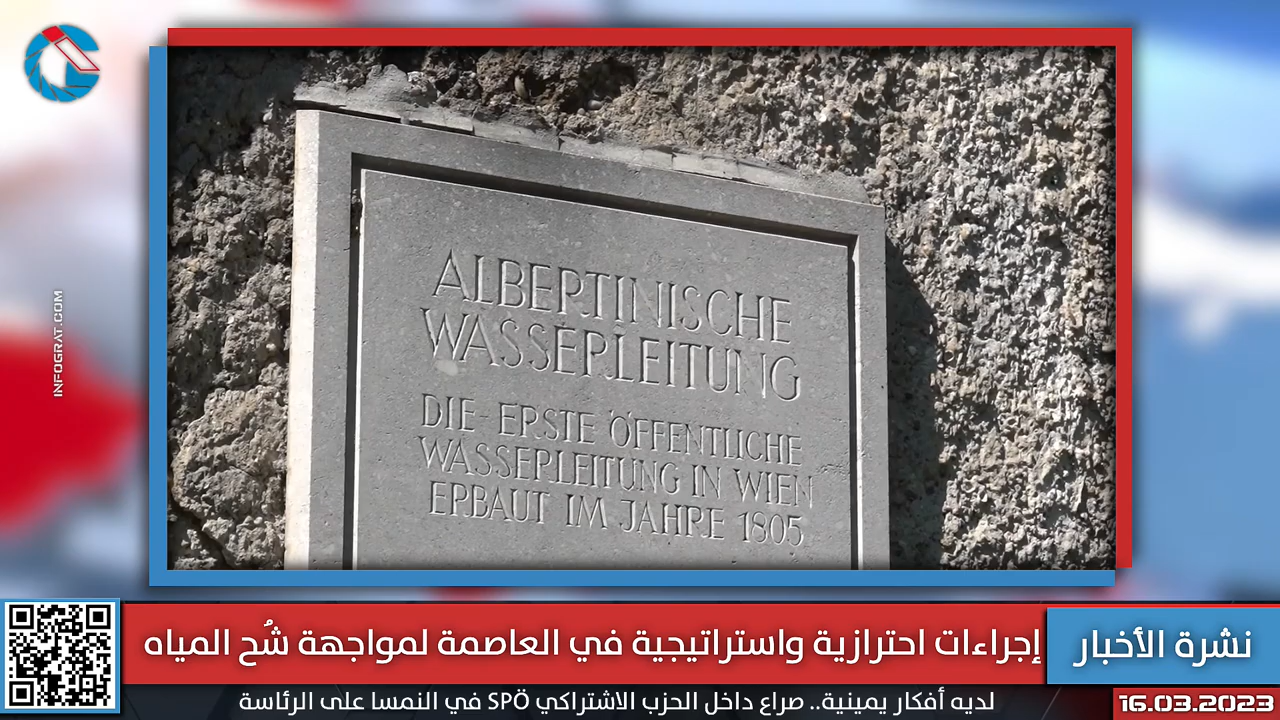 ALBERTINISCHE
WASSERLEITUNG
DIE ERSTE ÖFFENTLICHE
WASSERLEITUNG IN WIEN
ERBAUT IM JAHRE 1805
INFOGRAT.COM
نشرة الأخبار
إجراءات احترازية واستراتيجية في العاصمة لمواجهة شُح المياه
لديه أفكار يمينية.. صراع داخل الحزب الاشتراكي SPÖ في النمسا على الرئاسة
16.03.2023